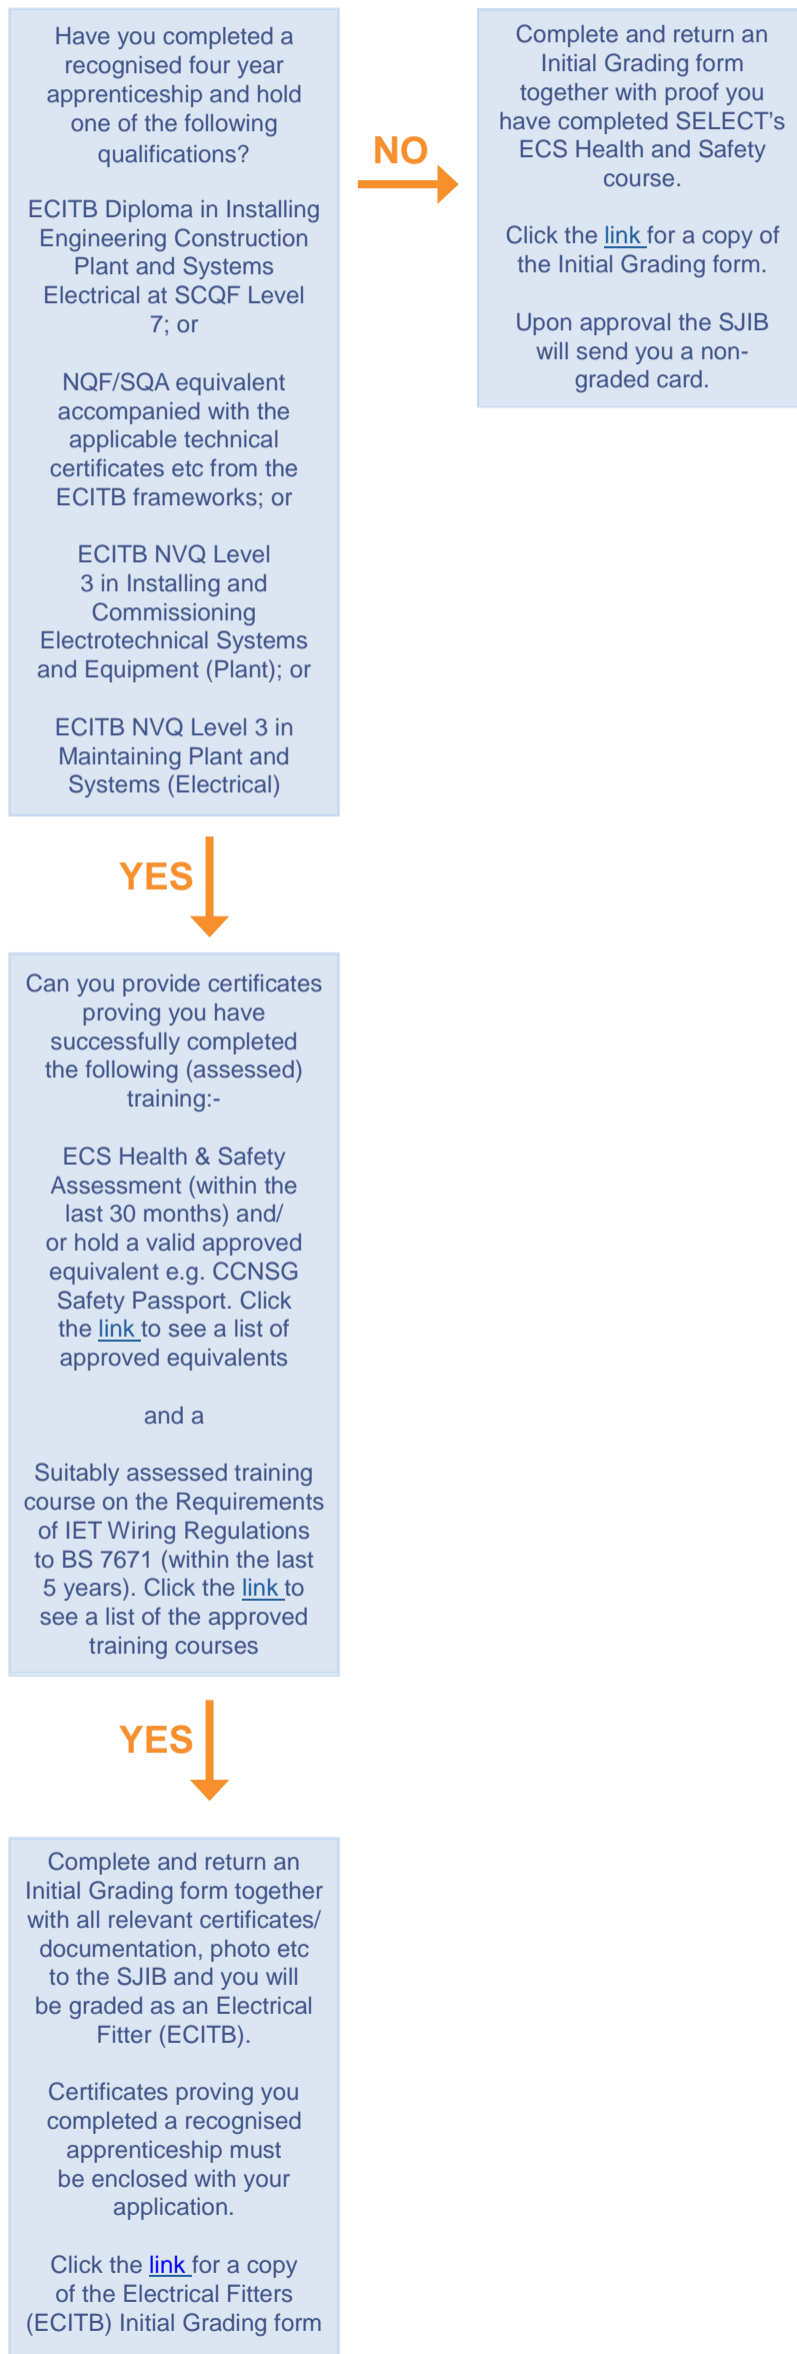 Have you completed a
recognised four year
apprenticeship and hold
one of the following
qualifications?
ECITB Diploma in Installing
Engineering Construction
Plant and Systems
Electrical at SCQF Level
7; or
NQF/SQA equivalent
accompanied with the
applicable technical
certificates etc from the
ECITB frameworks; or
ECITB NVQ Level
3 in Installing and
Commissioning
Electrotechnical Systems
and Equipment (Plant); or
ECITB NVQ Level 3 in
Maintaining Plant and
Systems (Electrical)
NO
Complete and return an
Initial Grading form
together with proof you
have completed SELECT's
ECS Health and Safety
course.
Click the link for a copy of
the Initial Grading form.
Upon approval the SJIB
will send you a non-
graded card.
YES
Can you provide certificates
proving you have
successfully completed
the following (assessed)
training:-
ECS Health & Safety
Assessment (within the
last 30 months) and/
or hold a valid approved
equivalent e.g. CCNSG
Safety Passport. Click
the link to see a list of
approved equivalents
and a
Suitably assessed training
course on the Requirements
of IET Wiring Regulations
to BS 7671 (within the last
5 years). Click the link to
see a list of the approved
training courses
YES
Complete and return an
Initial Grading form together
with all relevant certificates/
documentation, photo etc
to the SJIB and you will
be graded as an Electrical
Fitter (ECITB).
Certificates proving you
completed a recognised
apprenticeship must
be enclosed with your
application.
Click the link for a copy
of the Electrical Fitters
(ECITB) Initial Grading form